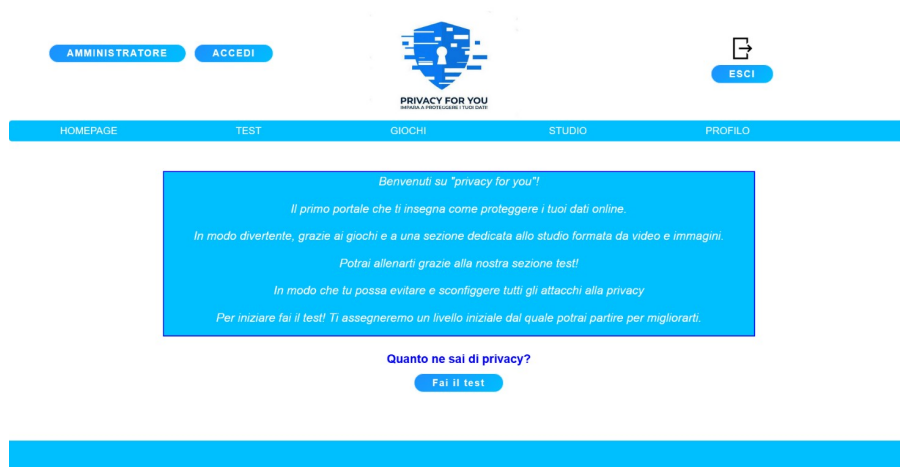 AMMINISTRATORE ACCEDI
PRIVACY FOR YOU
IMPARA A PROTEGGERE I TUOI DATI
ESCI
HOMEPAGE TEST GIOCHI STUDIO PROFILO
Benvenuti su "privacy for you"!
Il primo portale che ti insegna come proteggere i tuoi dati online.
In modo divertente, grazie ai giochi e a una sezione dedicata allo studio formata da video e immagini.
Potrai allenarti grazie alla nostra sezione test!
In modo che tu possa evitare e sconfiggere tutti gli attacchi alla privacy
Per iniziare fai il test! Ti assegneremo un livello iniziale dal quale potrai partire per migliorarti.
Quanto ne sai di privacy?
Fai il test